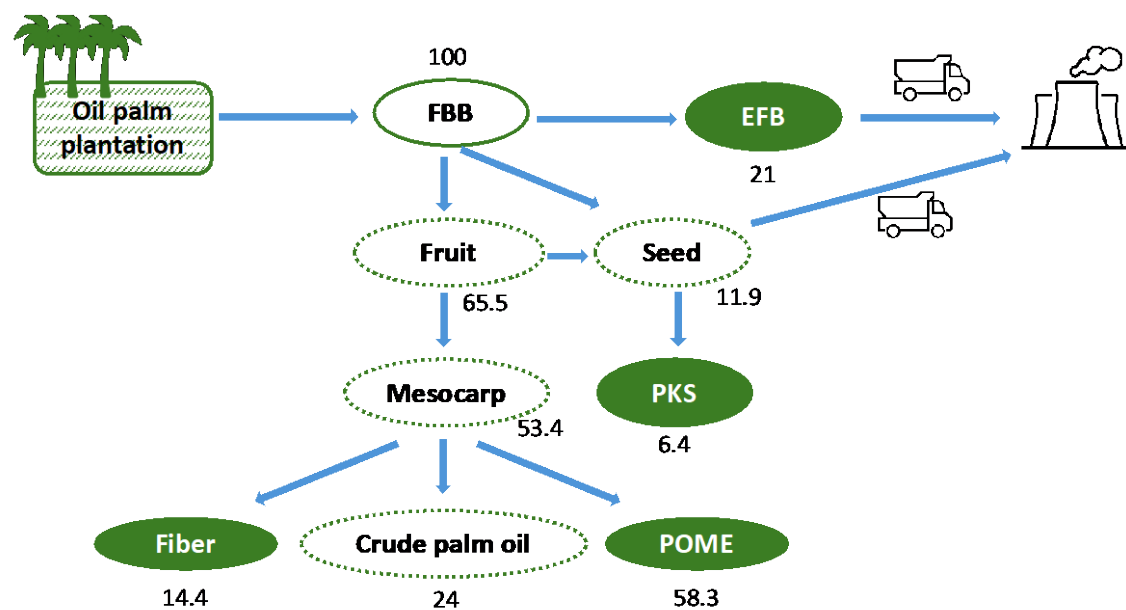 100
Oil palm
plantation
FBB
EFB
21
Fruit
Seed
65.5
11.9
Mesocarp
PKS
53.4
6.4
Fiber
Crude palm oil
POME
14.4
24
58.3